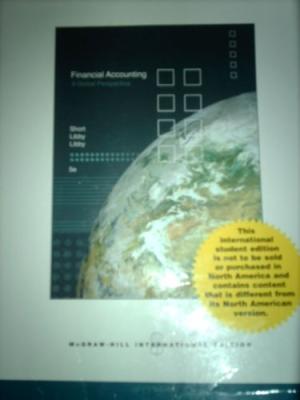 Financial Accounting
A Global Perspective
Short
Libby
Libby
5e
This
international
student edition
is not to be sold
or purchased in
North America and
contains content
that is different from
its North American
version.
McGRAW-HILL INTERNATIONAL EDITION